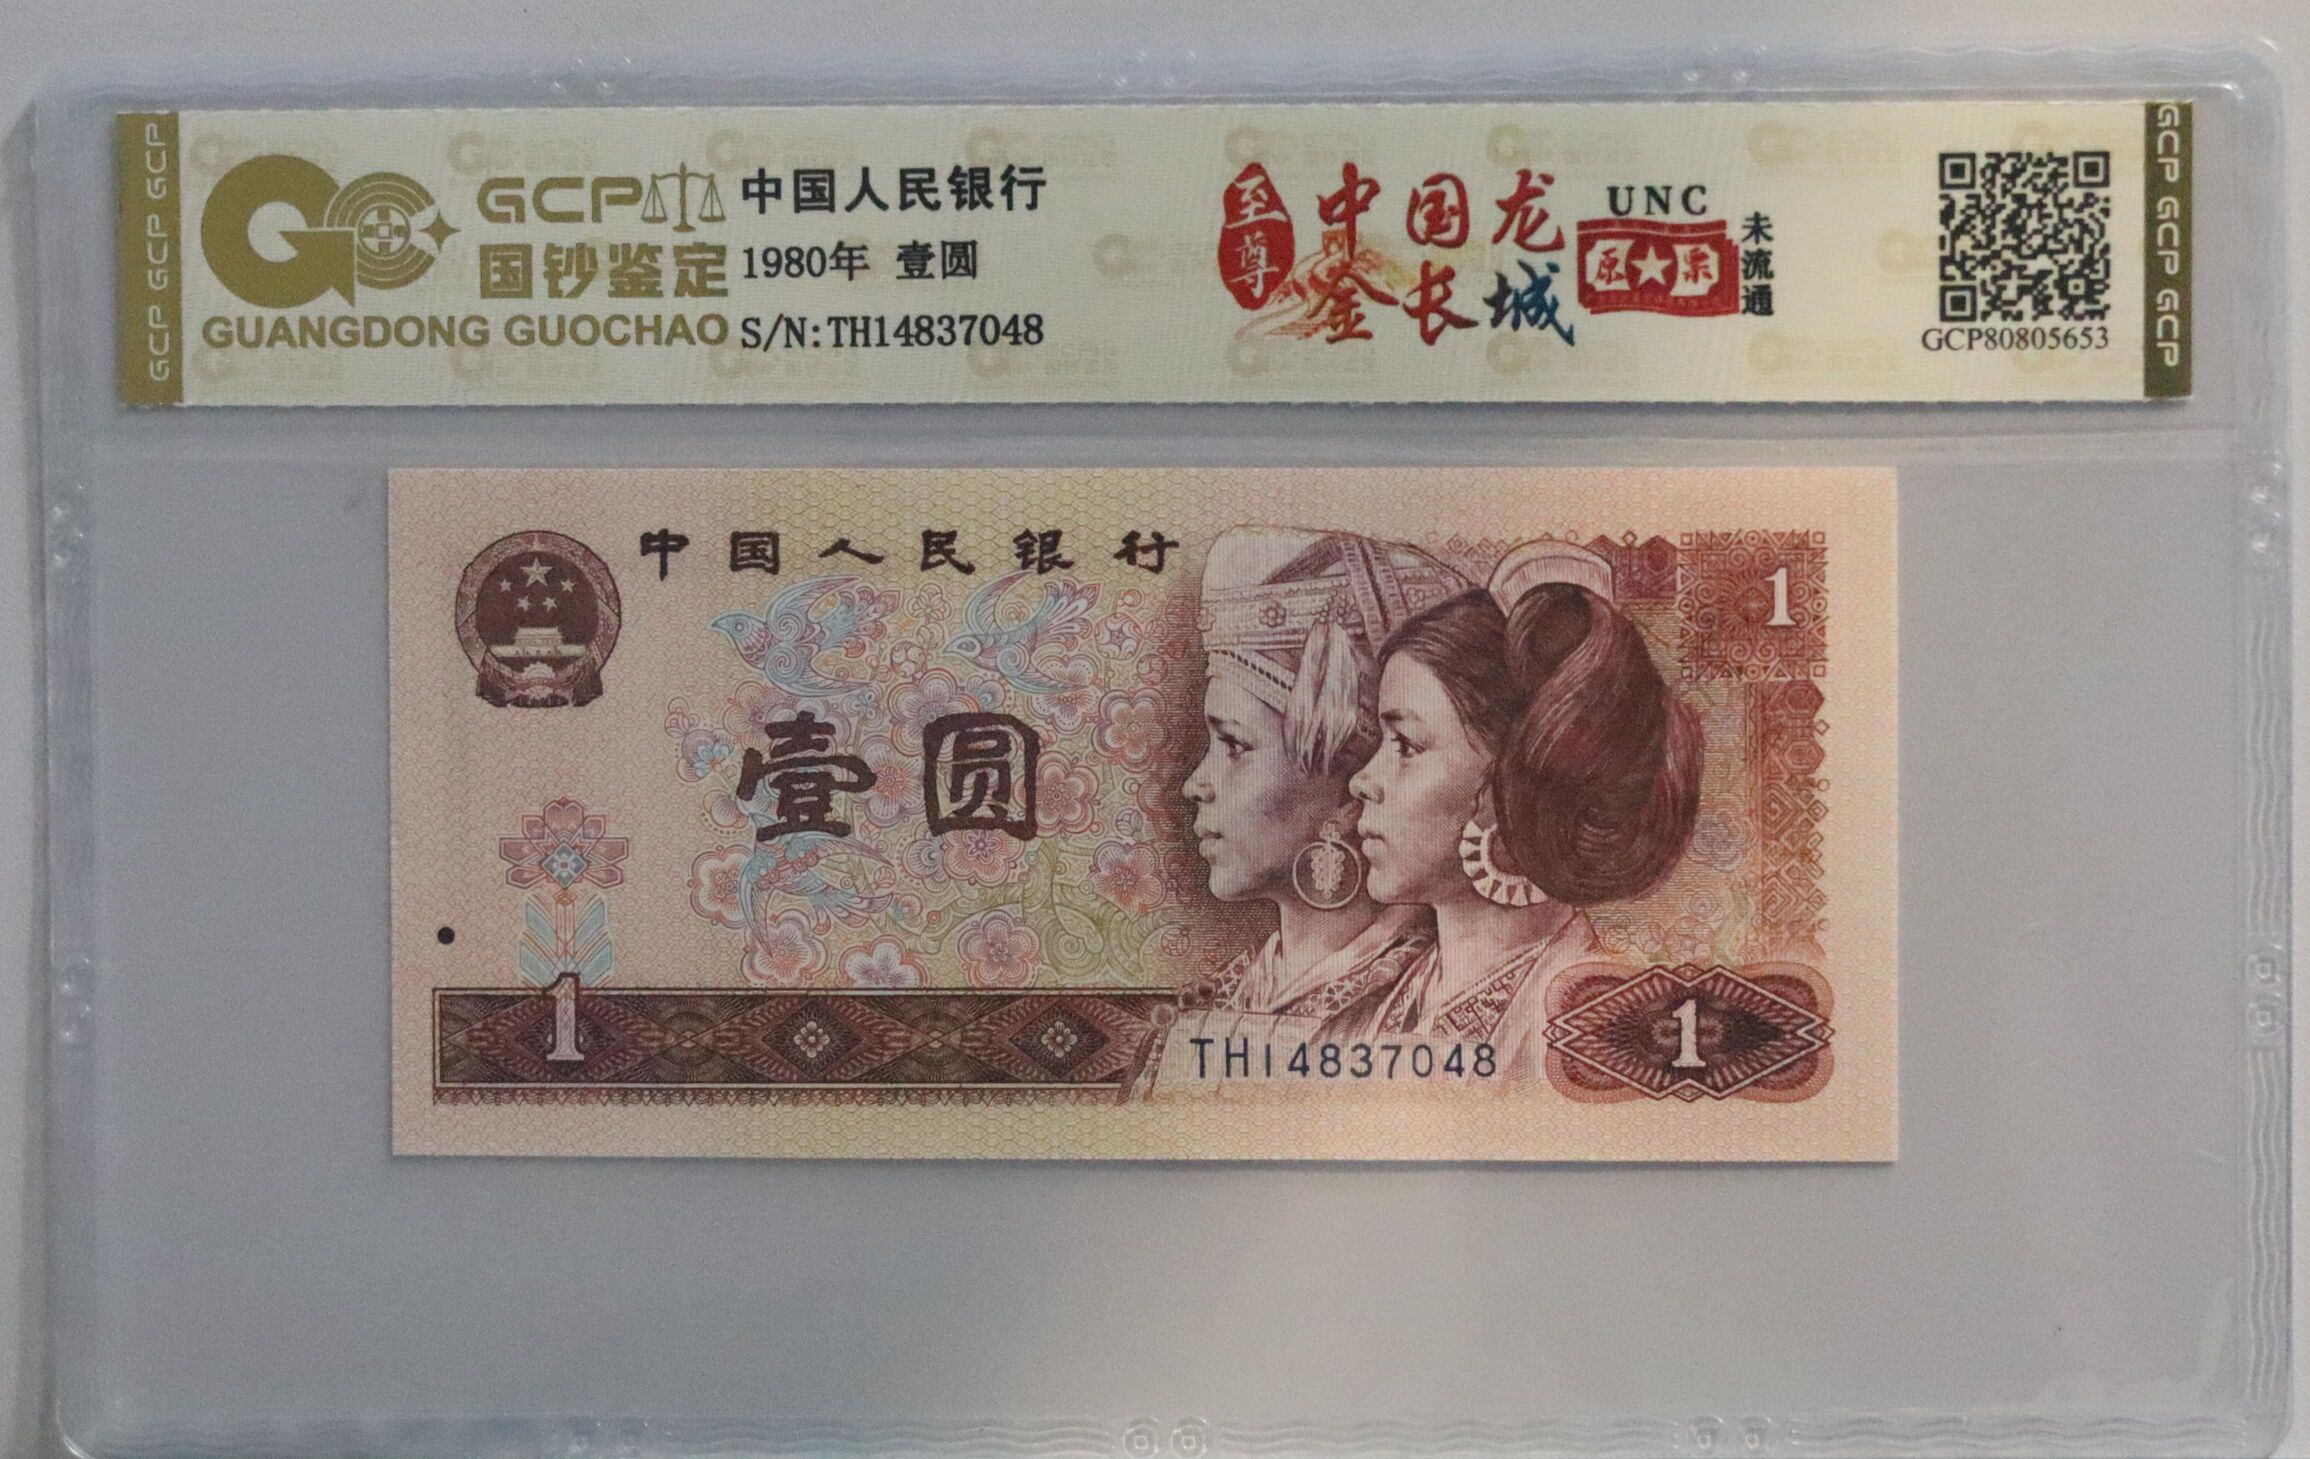 GCP
国钞鉴定
GUANGDONG GUOCHAO
中国人民银行
1980年 壹圆
S/N:TH14837048
至尊
中国龙
金长城
UNC
原★票
未流通
GCP80805653
GCP GCP GCP
GCP GCP GCP
中国人民银行
1
壹圆
1
TH14837048
1